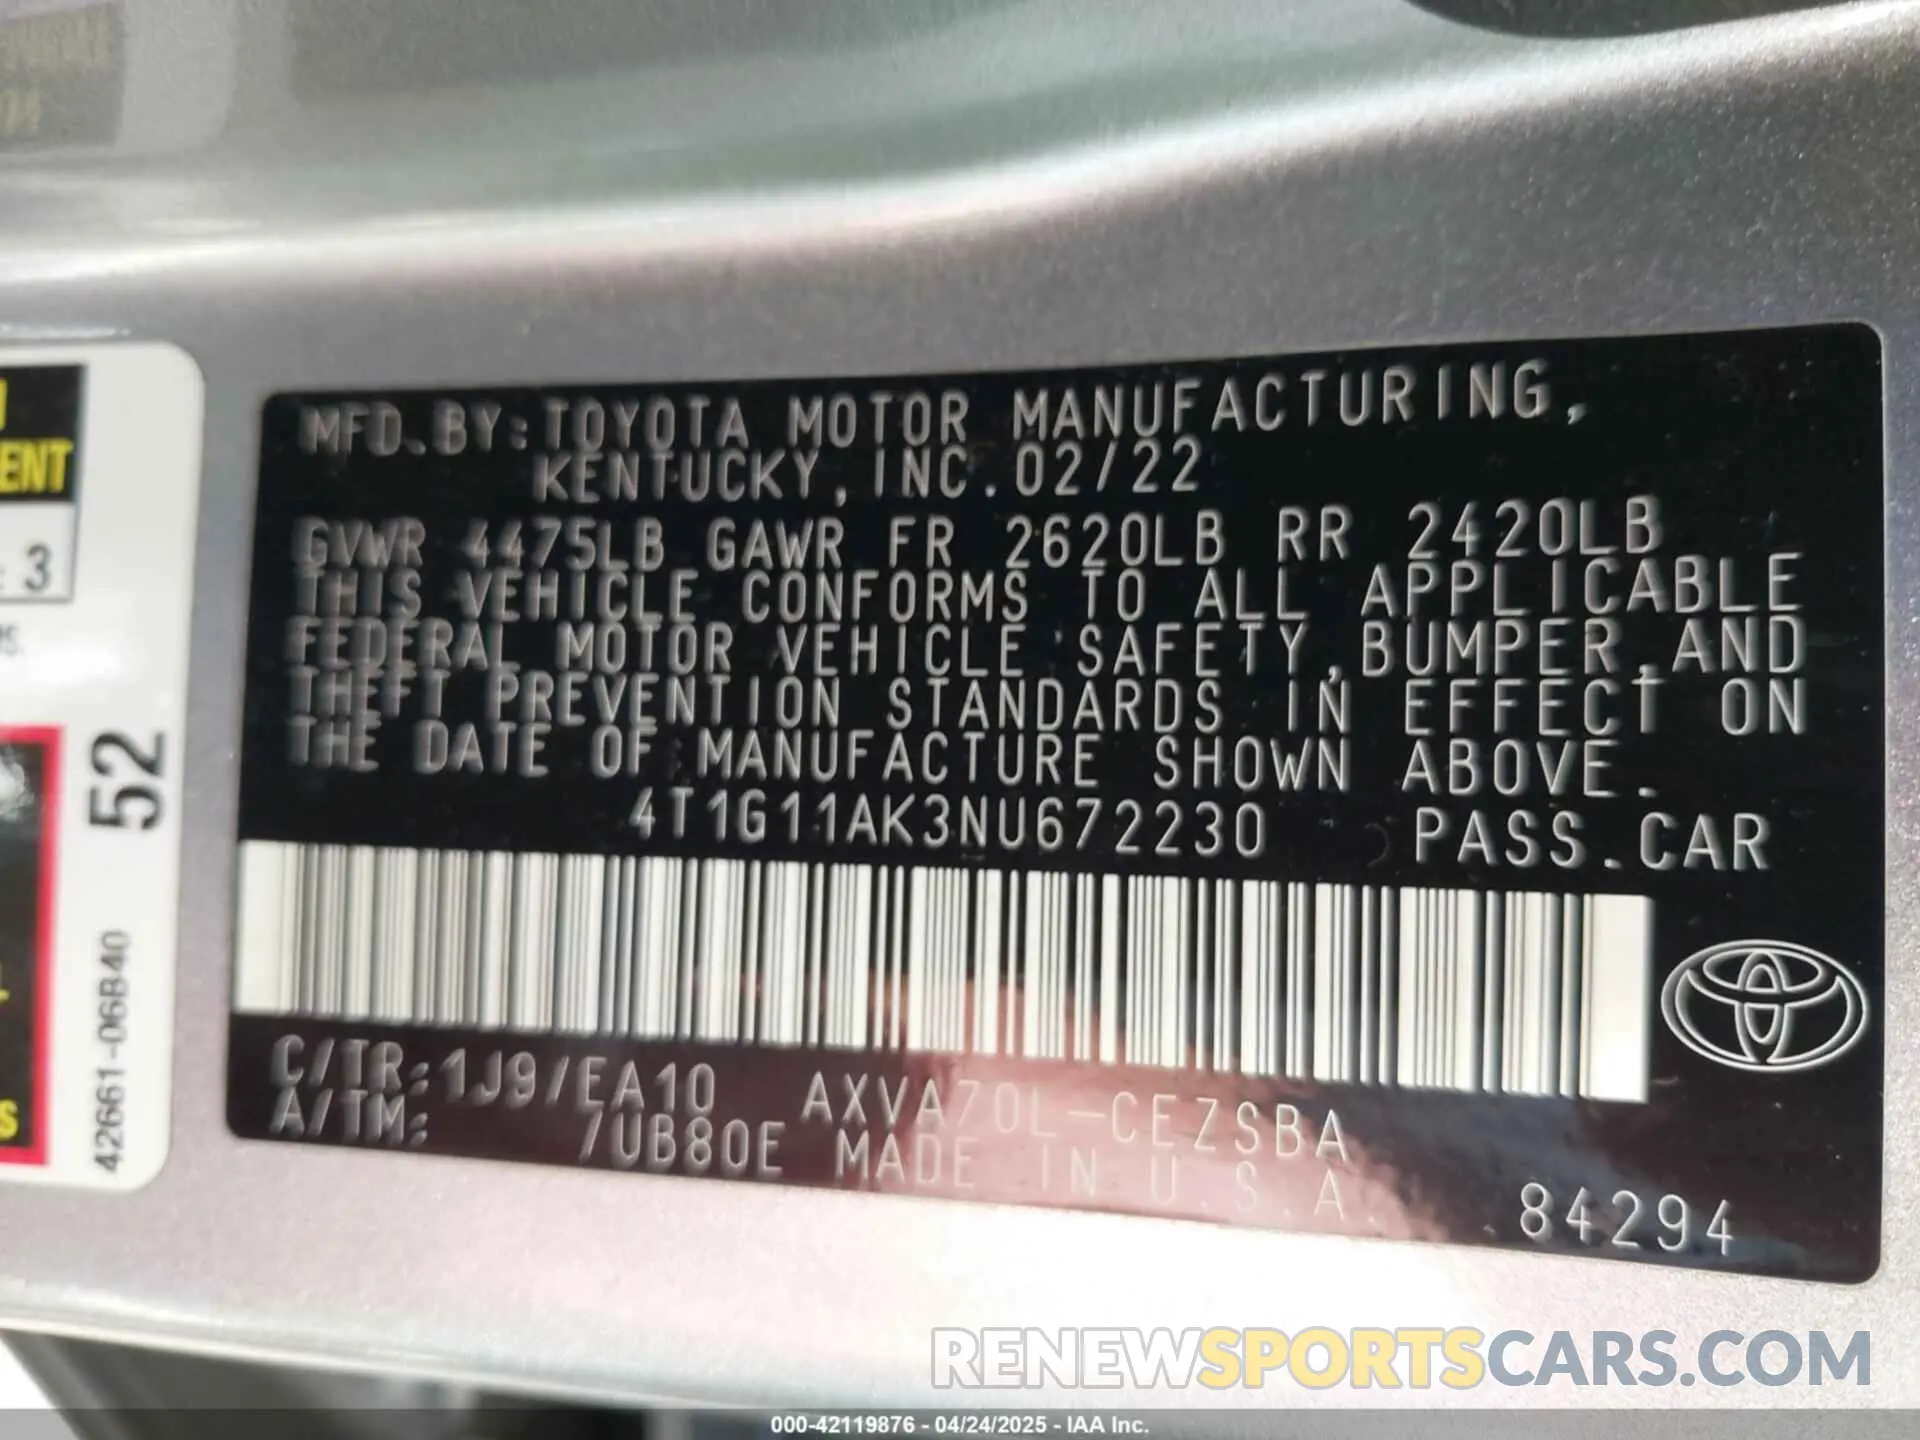 ENT
3
52
42661-06B40
S
MFD.BY:TOYOTA MOTOR MANUFACTURING,
KENTUCKY, INC.02/22
GVWR 4475LB GAWR FR 2620LB RR 2420LB
THIS VEHICLE CONFORMS TO ALL APPLICABLE
FEDERAL MOTOR VEHICLE SAFETY,BUMPER,AND
THEFT PREVENTION STANDARDS IN EFFECT ON
THE DATE OF MANUFACTURE SHOWN ABOVE.
4T1G11AK3NU672230 PASS.CAR
C/TR:1J9/EA10 AXVA70L-CEZSBA
A/TM: /UB80E MADE IN U.S.A.
84294
RENEWSPORTSCARS.COM
000-42119876 - 04/24/2025 - IAA Inc.